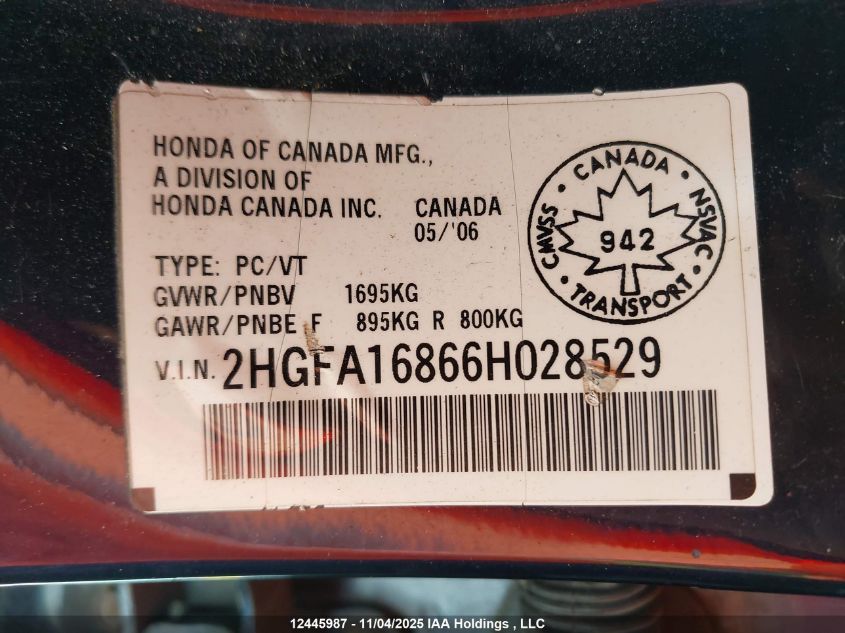 HONDA OF CANADA MFG.,
A DIVISION OF
HONDA CANADA INC. CANADA
05/'06
TYPE: PC/VT
GVWR/PNBV 1695KG
GAWR/PNBE F 895KG R 800KG
V.I.N. 2HGFA16866H028529
CMVSS · CANADA · NSVAC · TRANSPORT ·
942
12445987 - 11/04/2025 IAA Holdings , LLC